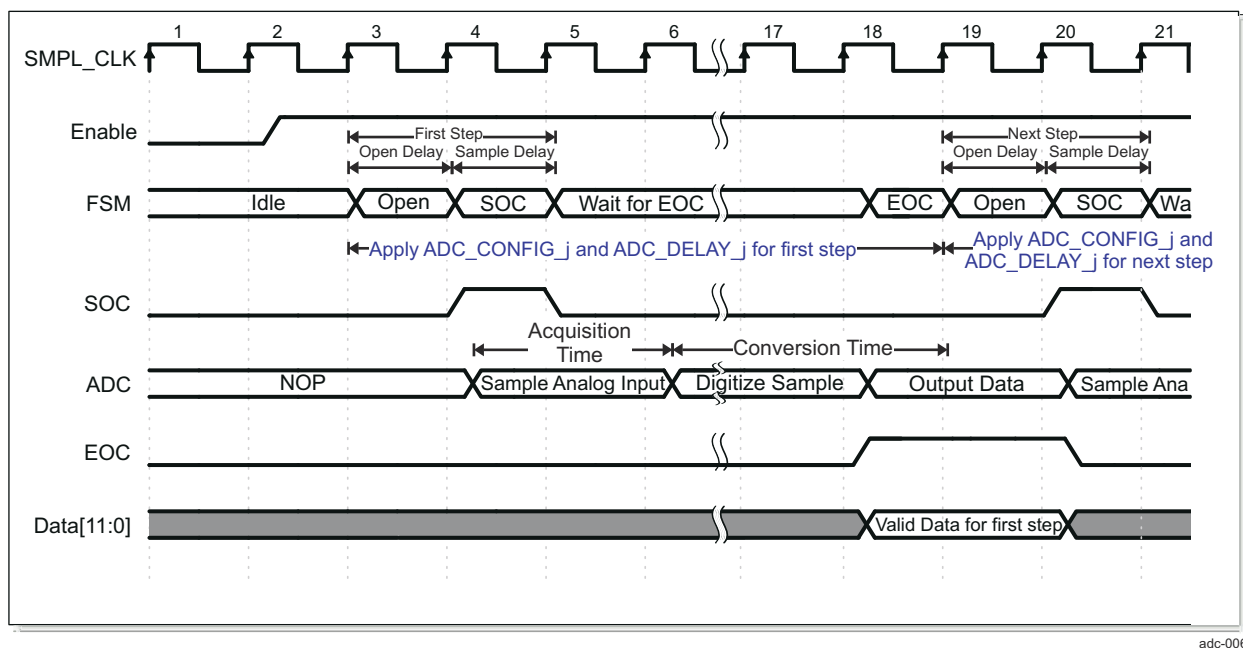 1 2 3 4 5 6 17 18 19 20 21
SMPL_CLK
Enable
First Step
Next Step
Open Delay Sample Delay
Open Delay Sample Delay
FSM
Idle Open SOC Wait for EOC EOC Open SOC Wa
Apply ADC_CONFIG_j and ADC_DELAY_j for first step
Apply ADC_CONFIG_j and
ADC_DELAY_j for next step
SOC
Acquisition
Time
Conversion Time
ADC
NOP Sample Analog Input Digitize Sample Output Data Sample Ana
EOC
Data[11:0]
Valid Data for first step
adc-006